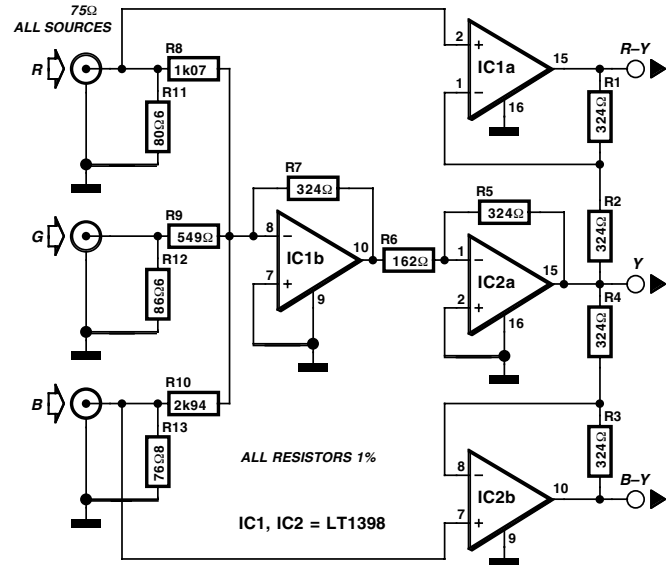 75Ω
ALL SOURCES
R
R8
1k07
R11
80Ω6
2
+
IC1a
15
R–Y
1
–
16
R1
324Ω
R7
324Ω
R2
324Ω
G
R9
549Ω
R12
86Ω6
8
–
IC1b
10
7
+
9
R6
162Ω
R5
324Ω
1
–
IC2a
15
Y
2
+
16
R4
324Ω
B
R10
2k94
R13
76Ω8
R3
324Ω
ALL RESISTORS 1%
8
–
IC2b
10
B–Y
7
+
9
IC1, IC2 = LT1398